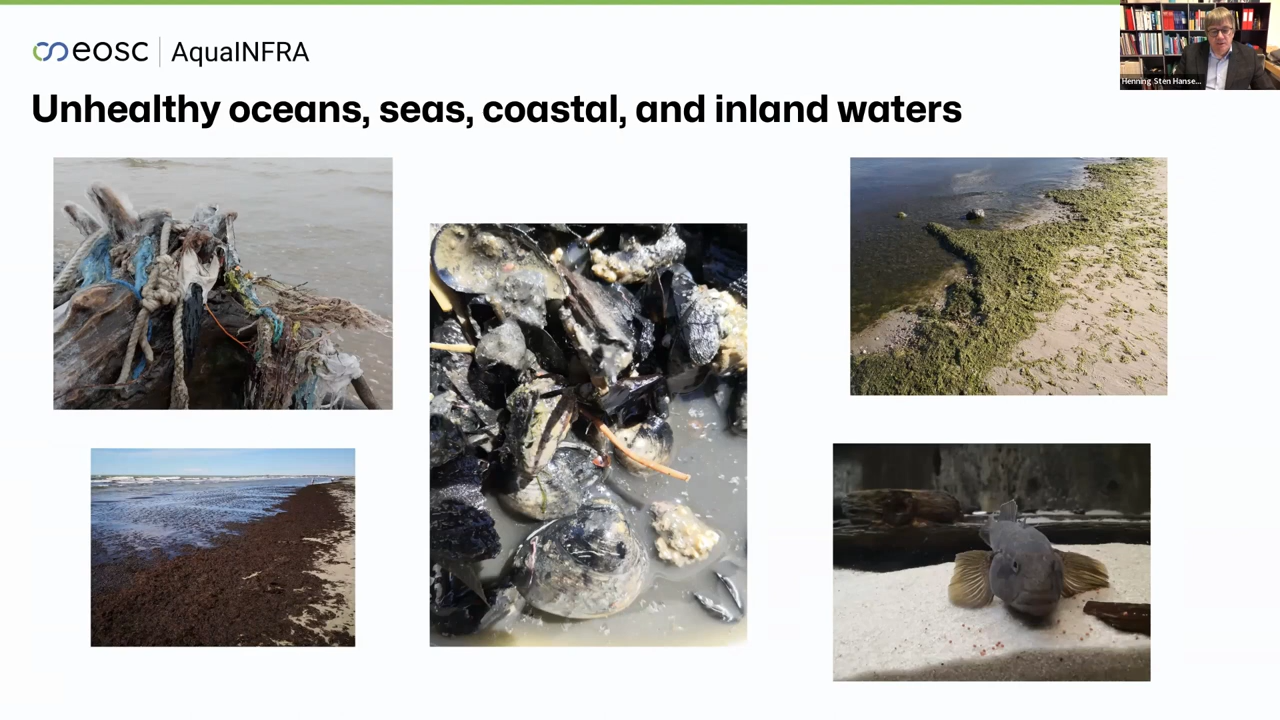 eosc AquaINFRA
Henning Sten Hanse...
Unhealthy oceans, seas, coastal, and inland waters